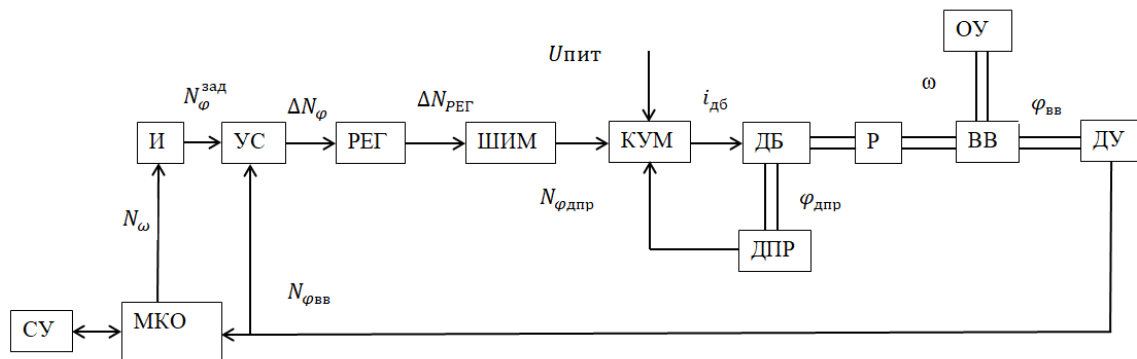 ОУ
Uпит
N_φ^зад
ΔN_φ
ΔN_РЕГ
i_дб
ω
φ_вв
И
УС
РЕГ
ШИМ
КУМ
ДБ
Р
ВВ
ДУ
N_φдпр
φ_дпр
N_ω
ДПР
N_φвв
СУ
МКО